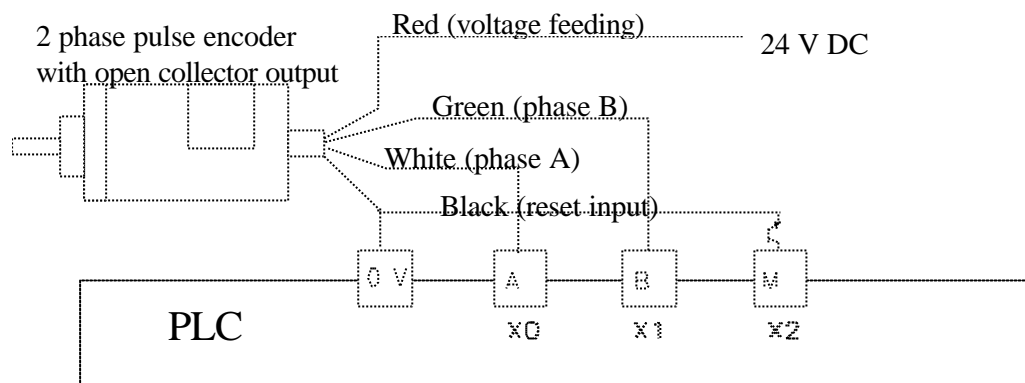 Red (voltage feeding)
2 phase pulse encoder
with open collector output
24 V DC
Green (phase B)
White (phase A)
Black (reset input)
0 V
A
B
M
PLC
X0
X1
X2